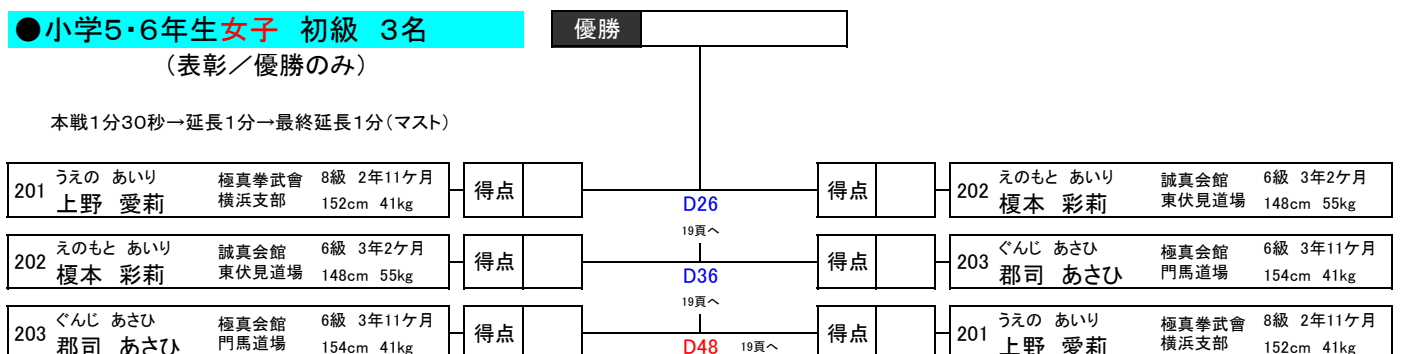 ●小学5・6年生女子 初級 3名
優勝
(表彰/優勝のみ)
本戦1分30秒→延長1分→最終延長1分(マスト)
201 うえの あいり 上野 愛莉 極真拳武會 横浜支部 8級 2年11ケ月 152cm 41kg
得点
D26
19頁へ
得点
202 えのもと あいり 榎本 彩莉 誠真会館 東伏見道場 6級 3年2ケ月 148cm 55kg
202 えのもと あいり 榎本 彩莉 誠真会館 東伏見道場 6級 3年2ケ月 148cm 55kg
得点
D36
19頁へ
得点
203 ぐんじ あさひ 郡司 あさひ 極真会館 門馬道場 6級 3年11ケ月 154cm 41kg
203 ぐんじ あさひ 郡司 あさひ 極真会館 門馬道場 6級 3年11ケ月 154cm 41kg
得点
D48 19頁へ
得点
201 うえの あいり 上野 愛莉 極真拳武會 横浜支部 8級 2年11ケ月 152cm 41kg